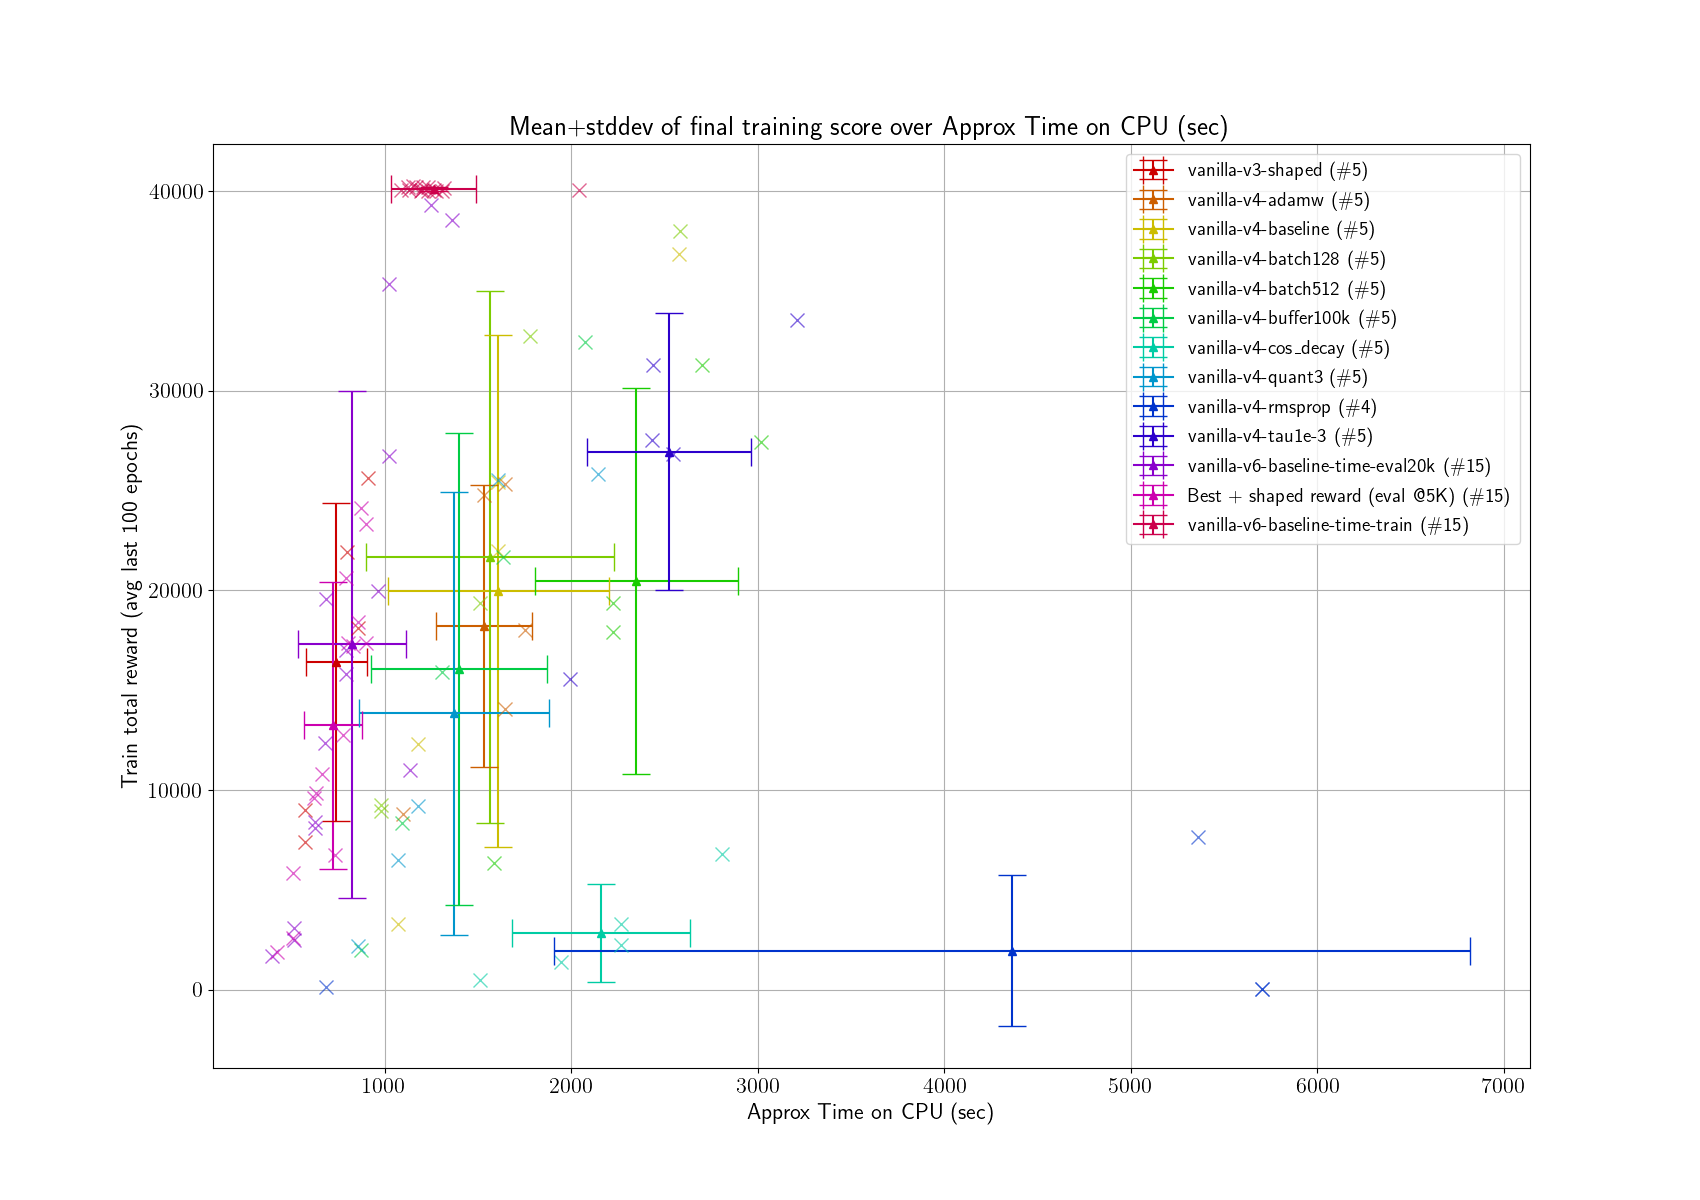 Mean+stddev of final training score over Approx Time on CPU (sec)
Train total reward (avg last 100 epochs)
40000
30000
20000
10000
0
vanilla-v3-shaped (#5)
vanilla-v4-adamw (#5)
vanilla-v4-baseline (#5)
vanilla-v4-batch128 (#5)
vanilla-v4-batch512 (#5)
vanilla-v4-buffer100k (#5)
vanilla-v4-cos_decay (#5)
vanilla-v4-quant3 (#5)
vanilla-v4-rmsprop (#4)
vanilla-v4-tau1e-3 (#5)
vanilla-v6-baseline-time-eval20k (#15)
Best + shaped reward (eval @5K) (#15)
vanilla-v6-baseline-time-train (#15)
1000 2000 3000 4000 5000 6000 7000
Approx Time on CPU (sec)